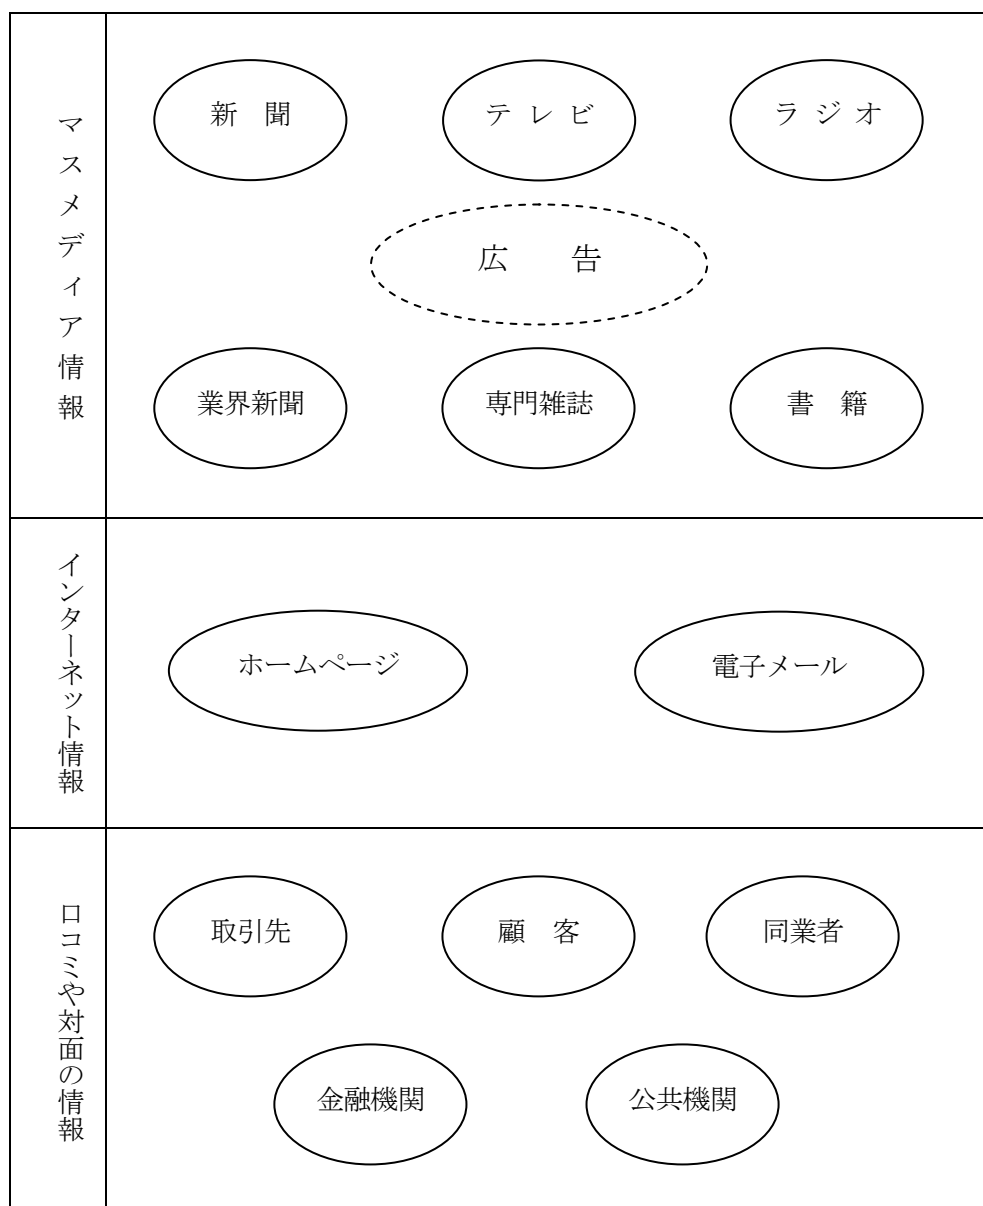 マスメディア情報
新　聞
テ レ ビ
ラ ジ オ
広　　告
業界新聞
専門雑誌
書　籍
インターネット情報
ホームページ
電子メール
口コミや対面の情報
取引先
顧　客
同業者
金融機関
公共機関